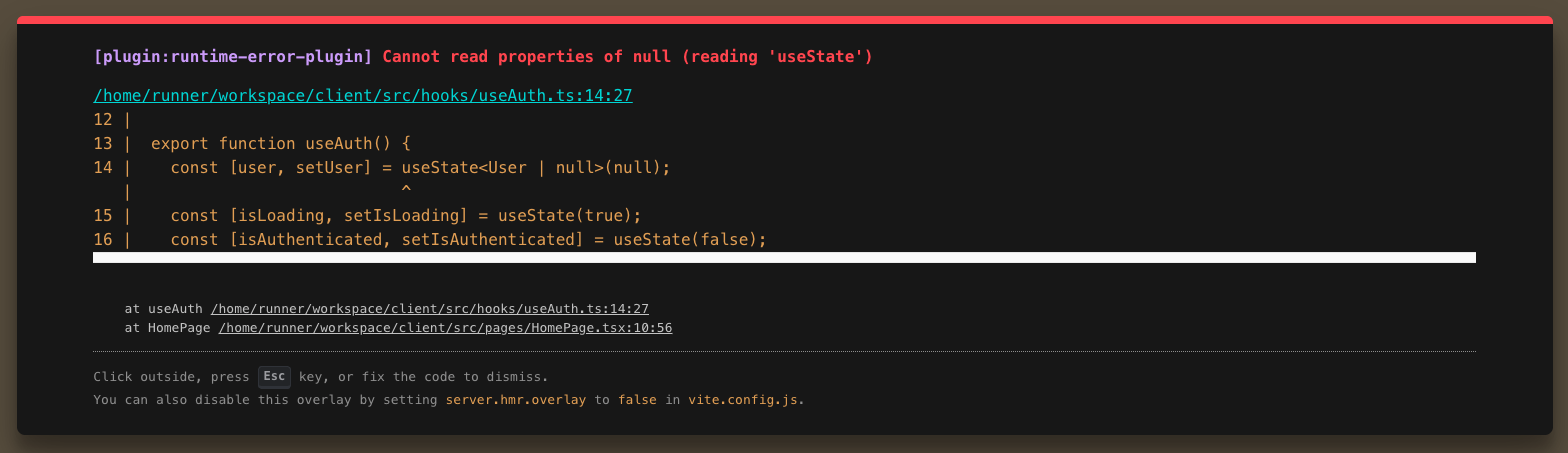 [plugin:runtime-error-plugin] Cannot read properties of null (reading 'useState')
/home/runner/workspace/client/src/hooks/useAuth.ts:14:27
12 |
13 |  export function useAuth() {
14 |    const [user, setUser] = useState<User | null>(null);
   |                            ^
15 |    const [isLoading, setIsLoading] = useState(true);
16 |    const [isAuthenticated, setIsAuthenticated] = useState(false);
    at useAuth /home/runner/workspace/client/src/hooks/useAuth.ts:14:27
    at HomePage /home/runner/workspace/client/src/pages/HomePage.tsx:10:56
Click outside, press Esc key, or fix the code to dismiss.
You can also disable this overlay by setting server.hmr.overlay to false in vite.config.js.